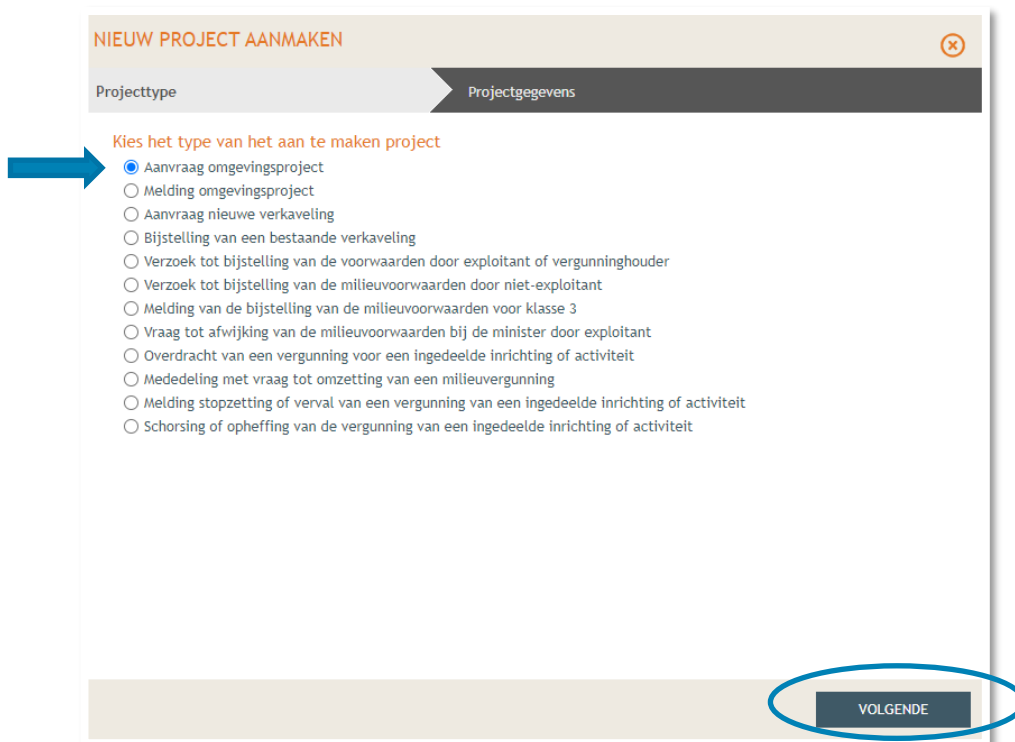 NIEUW PROJECT AANMAKEN
Projecttype
Projectgegevens
Kies het type van het aan te maken project
Aanvraag omgevingsproject
Melding omgevingsproject
Aanvraag nieuwe verkaveling
Bijstelling van een bestaande verkaveling
Verzoek tot bijstelling van de voorwaarden door exploitant of vergunninghouder
Verzoek tot bijstelling van de milieuvoorwaarden door niet-exploitant
Melding van de bijstelling van de milieuvoorwaarden voor klasse 3
Vraag tot afwijking van de milieuvoorwaarden bij de minister door exploitant
Overdracht van een vergunning voor een ingedeelde inrichting of activiteit
Mededeling met vraag tot omzetting van een milieuvergunning
Melding stopzetting of verval van een vergunning van een ingedeelde inrichting of activiteit
Schorsing of opheffing van de vergunning van een ingedeelde inrichting of activiteit
VOLGENDE